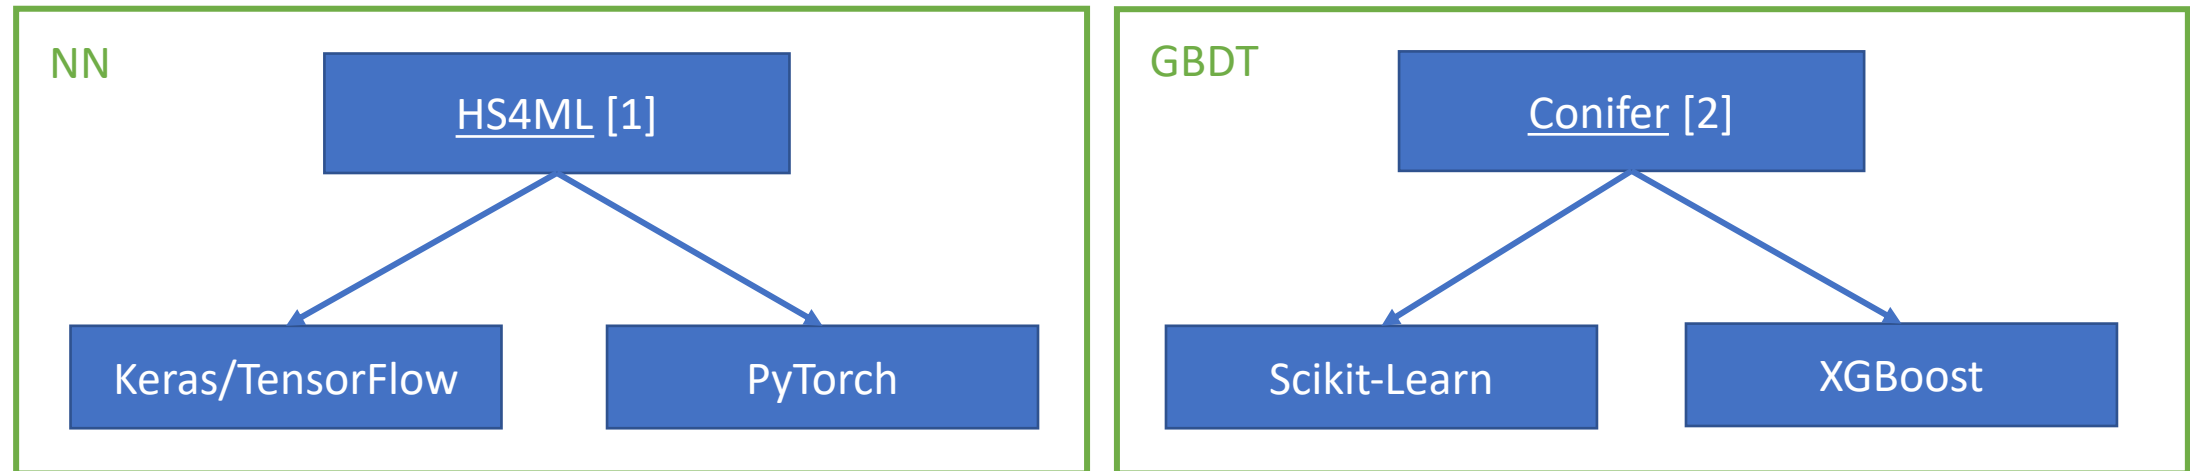 NN
HS4ML [1]
Keras/TensorFlow
PyTorch
GBDT
Conifer [2]
Scikit-Learn
XGBoost